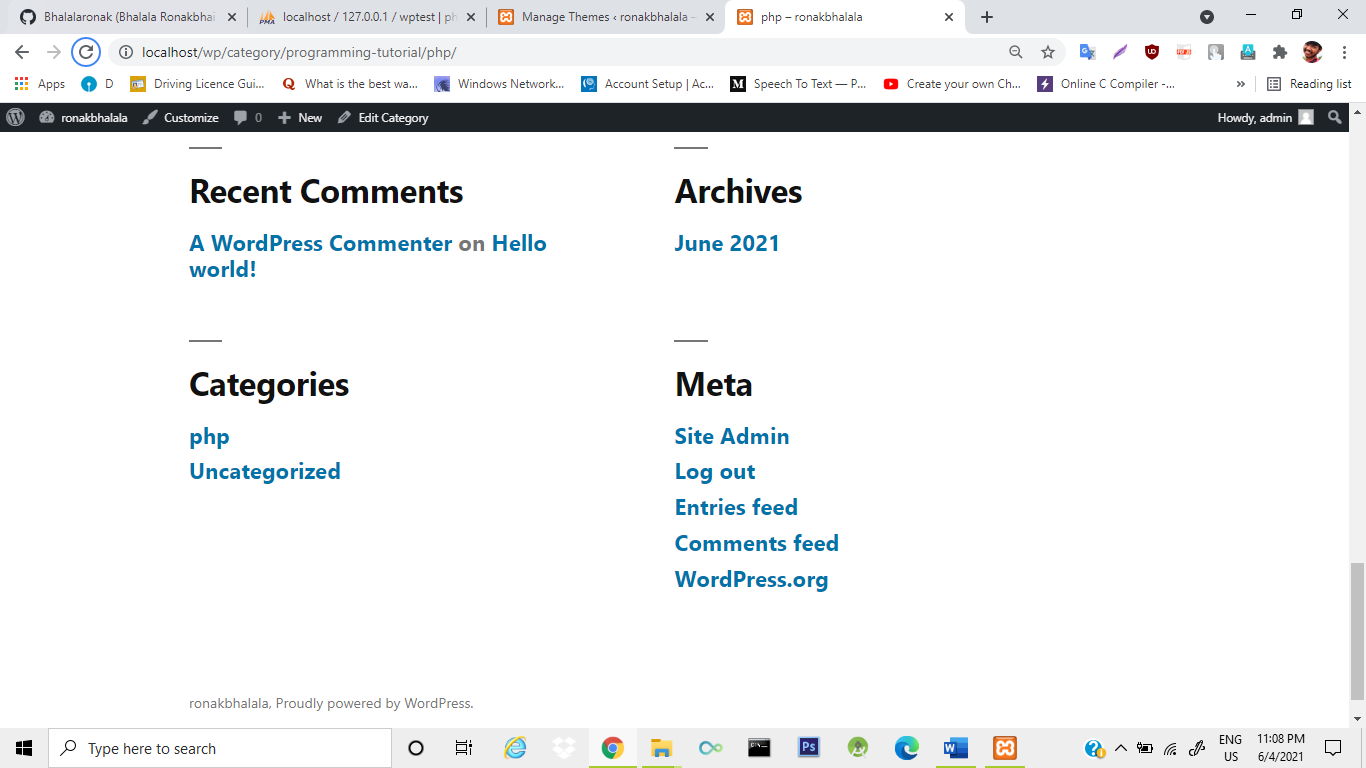 Bhalalaronak (Bhalala Ronakbhai
localhost / 127.0.0.1 / wptest | ph
Manage Themes ‹ ronakbhalala –
php – ronakbhalala
localhost/wp/category/programming-tutorial/php/
Apps
D
Driving Licence Gui...
What is the best wa...
Windows Network...
Account Setup | Ac...
Speech To Text — P...
Create your own Ch...
Online C Compiler -...
»
Reading list
ronakbhalala
Customize
0
New
Edit Category
Howdy, admin
Recent Comments
A WordPress Commenter on Hello
world!
Archives
June 2021
Categories
php
Uncategorized
Meta
Site Admin
Log out
Entries feed
Comments feed
WordPress.org
ronakbhalala, Proudly powered by WordPress.
Type here to search
ENG
US
11:08 PM
6/4/2021